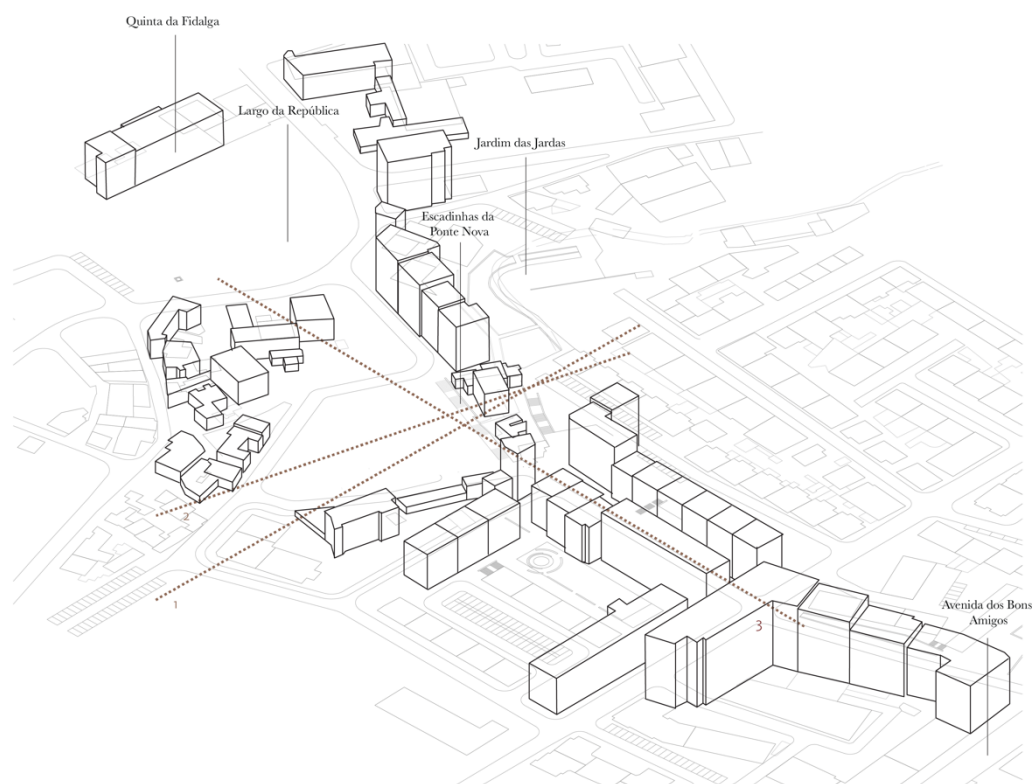 Quinta da Fidalga
Largo da República
Jardim das Jardas
Escadinhas da
Ponte Nova
2
1
3
Avenida dos Bons
Amigos